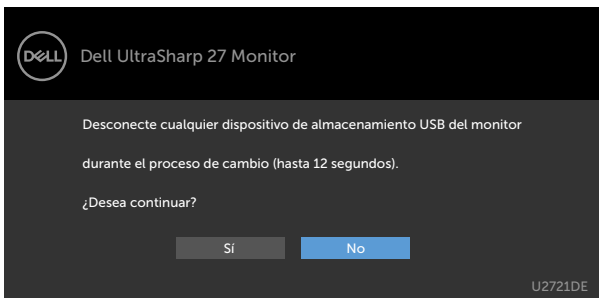 DELL Dell UltraSharp 27 Monitor
Desconecte cualquier dispositivo de almacenamiento USB del monitor
durante el proceso de cambio (hasta 12 segundos).
¿Desea continuar?
Sí No
U2721DE